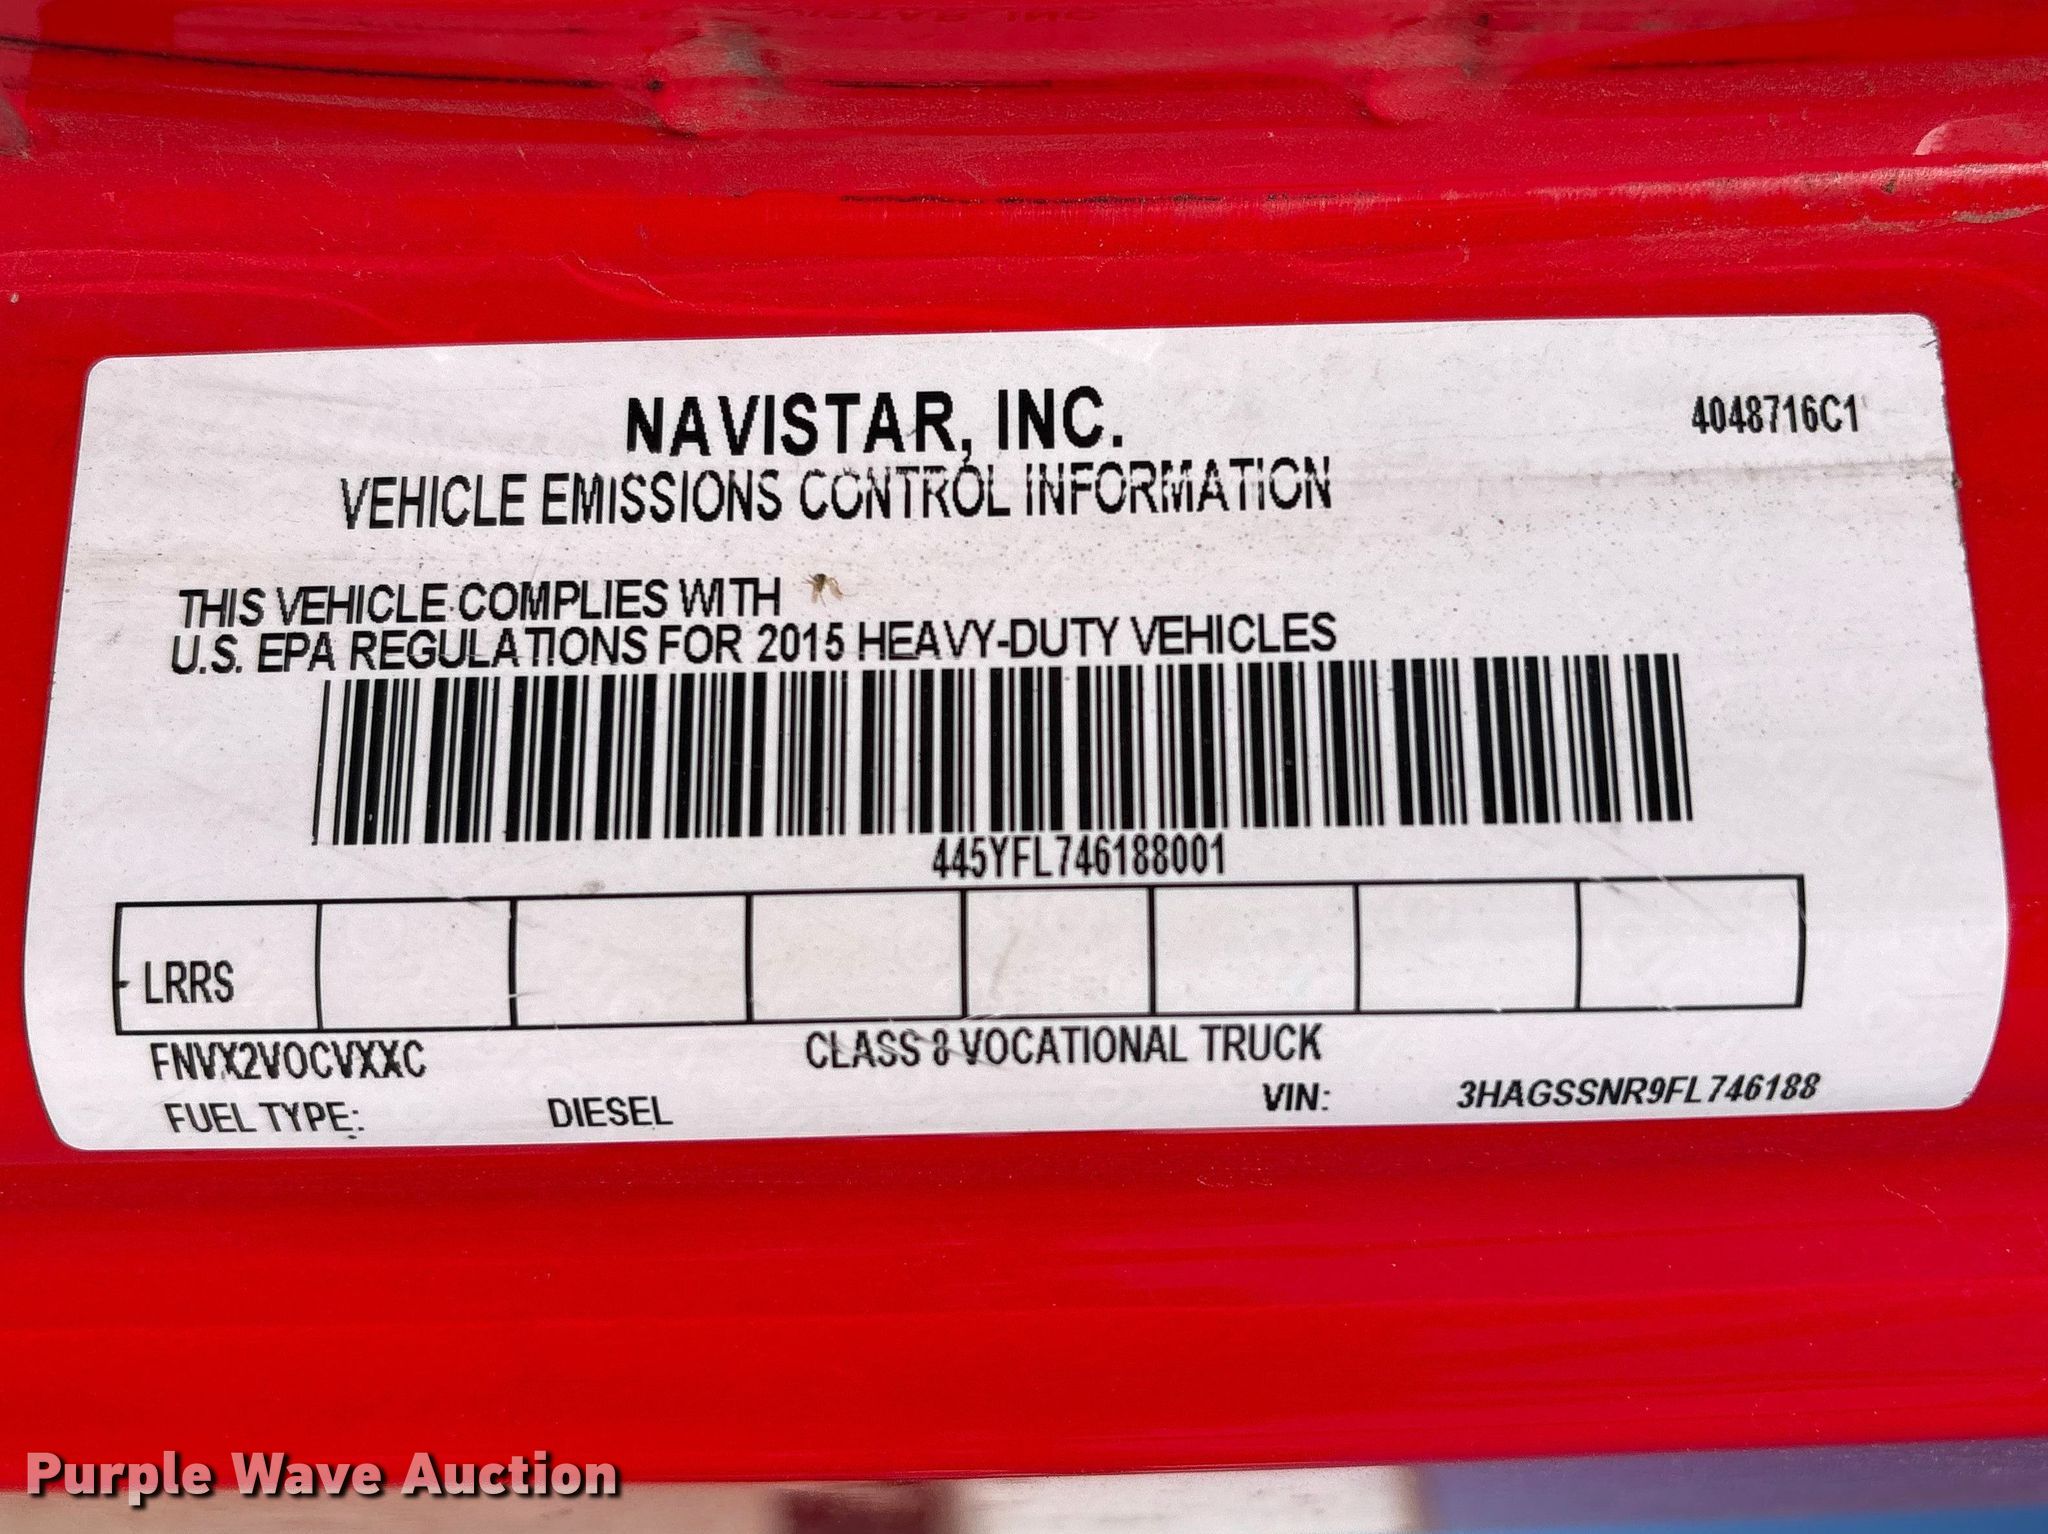 NAVISTAR, INC.
4048716C1
VEHICLE EMISSIONS CONTROL INFORMATION
THIS VEHICLE COMPLIES WITH
U.S. EPA REGULATIONS FOR 2015 HEAVY-DUTY VEHICLES
445YFL746188001
LRRS
FNVX2VOCVXXC CLASS 8 VOCATIONAL TRUCK
FUEL TYPE: DIESEL VIN: 3HAGSSNR9FL746188
Purple Wave Auction